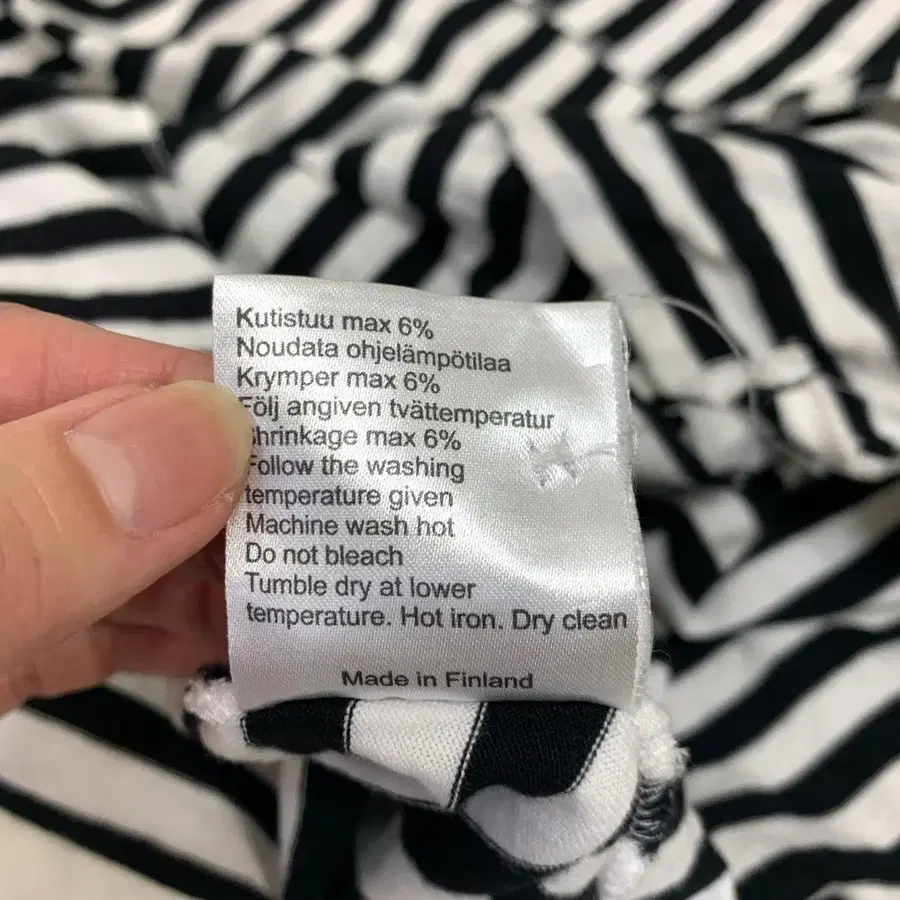 Kutistuu max 6%
Noudata ohjelämpötilaa
Krymper max 6%
Följ angiven tvättemperatur
Shrinkage max 6%
Follow the washing
temperature given
Machine wash hot
Do not bleach
Tumble dry at lower
temperature. Hot iron. Dry clean
Made in Finland